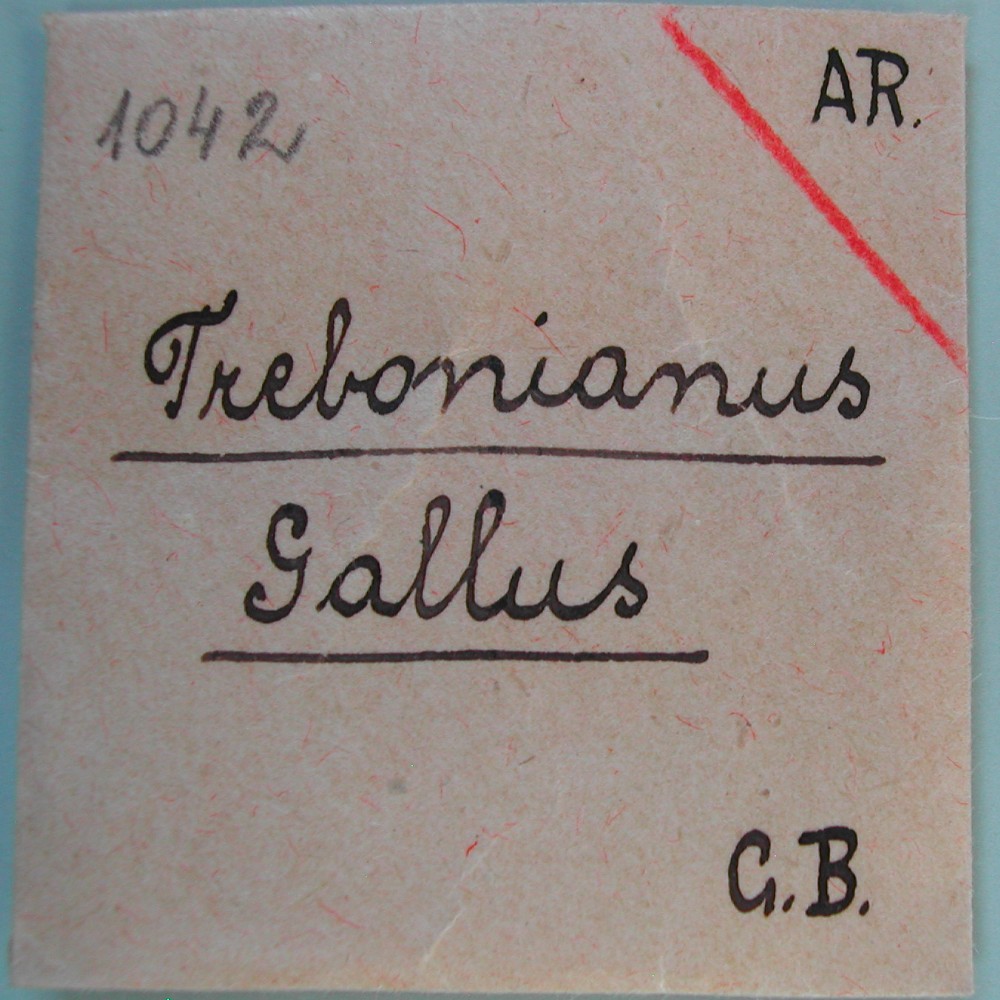 1042
AR.
Trebonianus
Gallus
G.B.